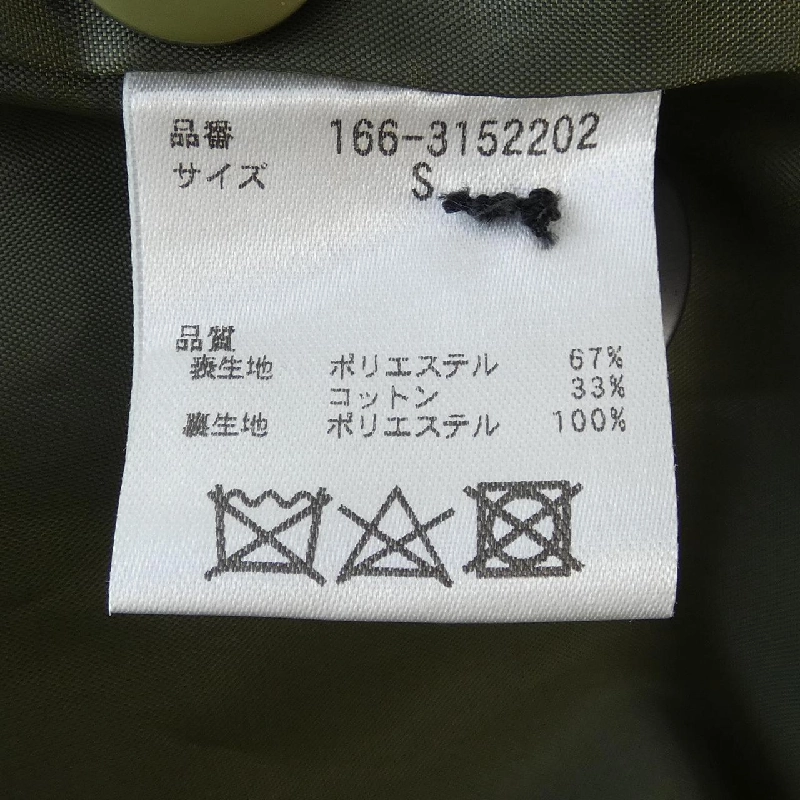 品番 166-3152202
サイズ S
品質
表生地 ポリエステル 67%
コットン 33%
裏生地 ポリエステル 100%